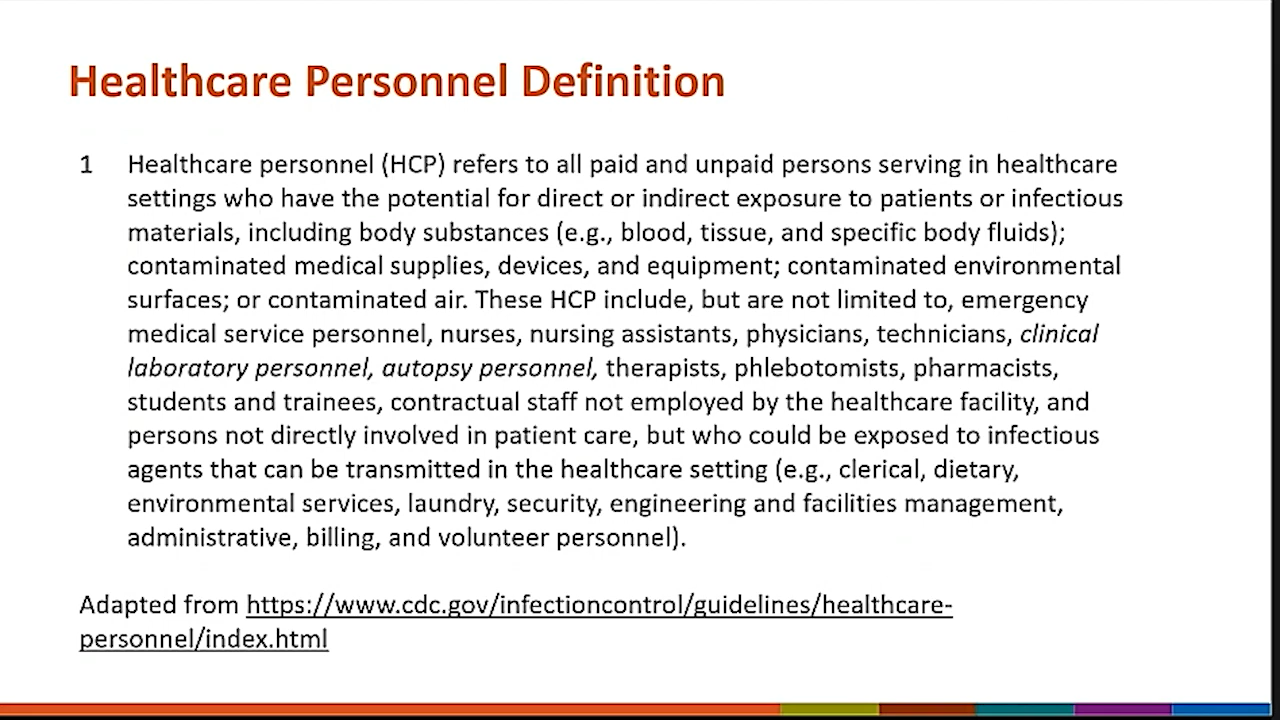 Healthcare Personnel Definition
1 Healthcare personnel (HCP) refers to all paid and unpaid persons serving in healthcare
settings who have the potential for direct or indirect exposure to patients or infectious
materials, including body substances (e.g., blood, tissue, and specific body fluids);
contaminated medical supplies, devices, and equipment; contaminated environmental
surfaces; or contaminated air. These HCP include, but are not limited to, emergency
medical service personnel, nurses, nursing assistants, physicians, technicians, clinical
laboratory personnel, autopsy personnel, therapists, phlebotomists, pharmacists,
students and trainees, contractual staff not employed by the healthcare facility, and
persons not directly involved in patient care, but who could be exposed to infectious
agents that can be transmitted in the healthcare setting (e.g., clerical, dietary,
environmental services, laundry, security, engineering and facilities management,
administrative, billing, and volunteer personnel).
Adapted from https://www.cdc.gov/infectioncontrol/guidelines/healthcare-
personnel/index.html